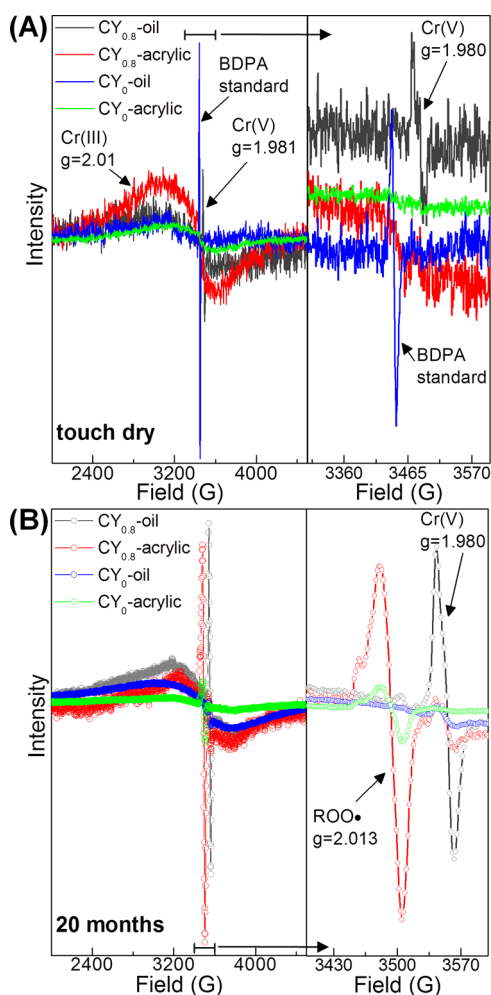 (A)
CY0.8-oil
CY0.8-acrylic
CY0-oil
CY0-acrylic
BDPA
standard
Cr(III)
g=2.01
Cr(V)
g=1.981
Cr(V)
g=1.980
BDPA
standard
Intensity
touch dry
2400 3200 4000 3360 3465 3570
Field (G) Field (G)
(B)
CY0.8-oil
CY0.8-acrylic
CY0-oil
CY0-acrylic
Cr(V)
g=1.980
ROO•
g=2.013
Intensity
20 months
2400 3200 4000 3430 3500 3570
Field (G) Field (G)